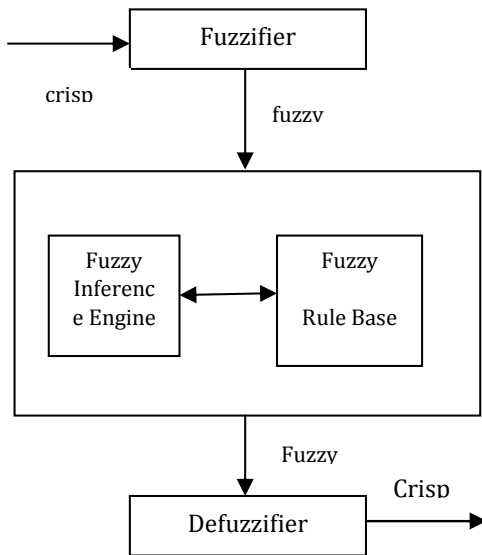 Fuzzifier
crisp
fuzzy
Fuzzy
Inferenc
e Engine
Fuzzy
Rule Base
Fuzzy
Crisp
Defuzzifier